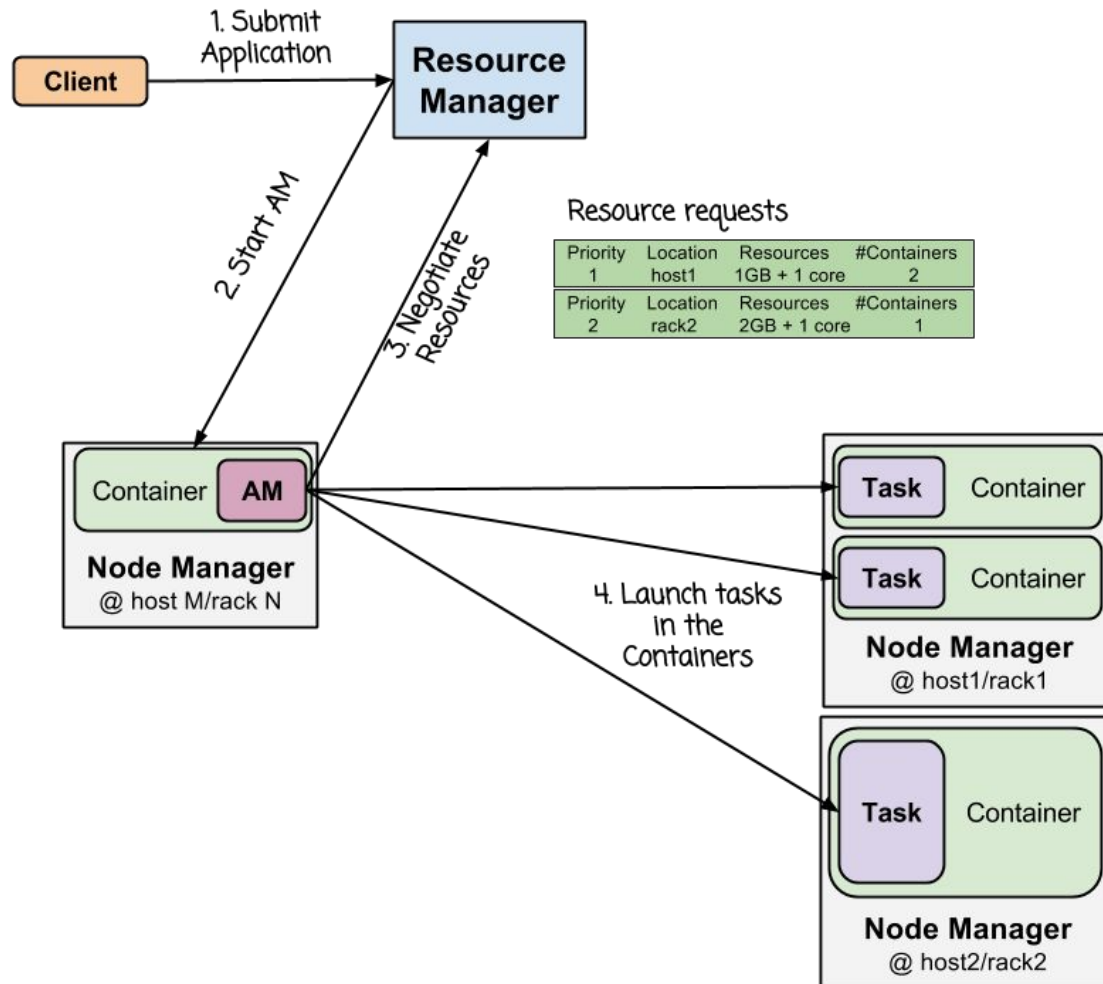 1. Submit
Application
Client
Resource
Manager
2. Start AM
3. Negotiate
Resources
Resource requests
Priority Location Resources #Containers
1 host1 1GB + 1 core 2
Priority Location Resources #Containers
2 rack2 2GB + 1 core 1
Container AM
Node Manager
@ host M/rack N
Task Container
Task Container
Node Manager
@ host1/rack1
4. Launch tasks
in the
Containers
Task Container
Node Manager
@ host2/rack2